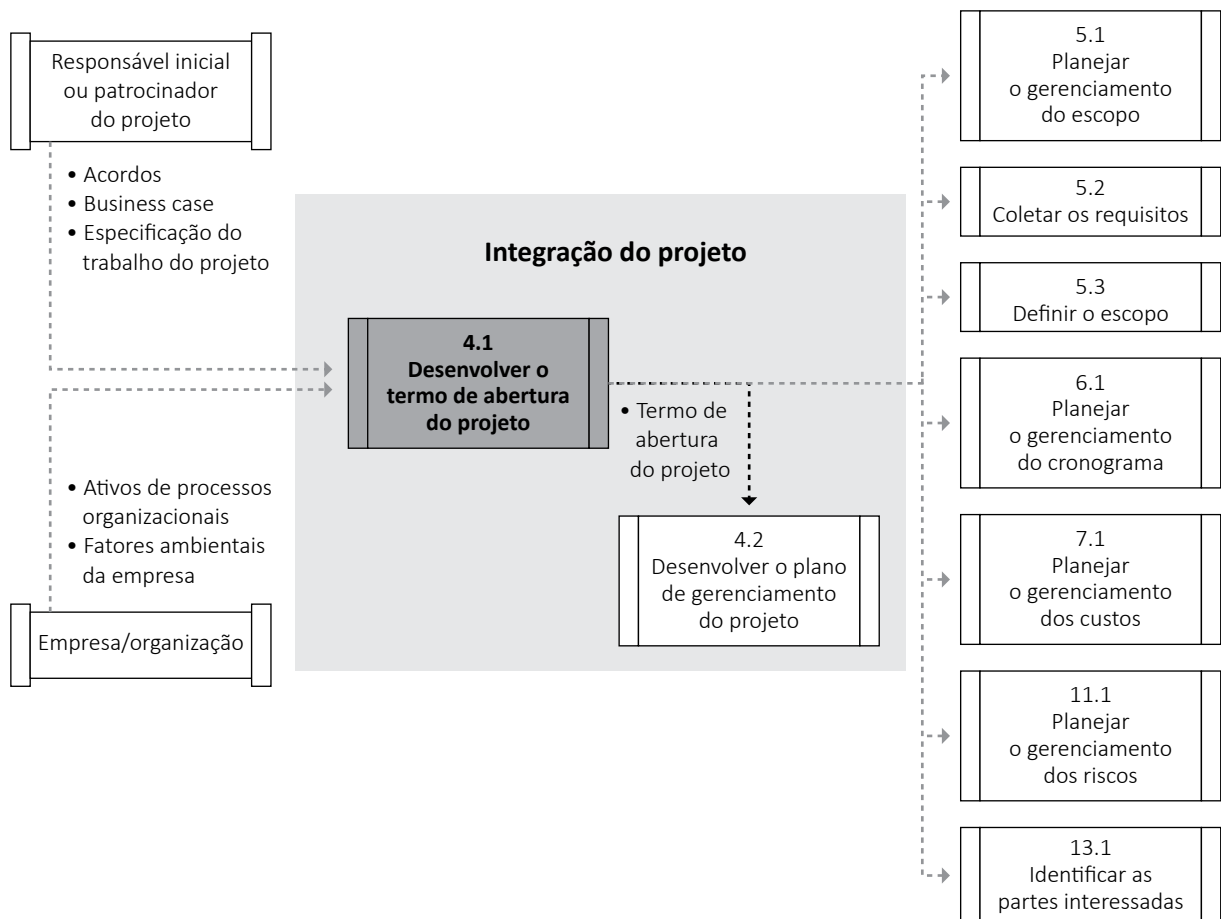 Responsável inicial
ou patrocinador
do projeto
• Acordos
• Business case
• Especificação do
trabalho do projeto
• Ativos de processos
organizacionais
• Fatores ambientais
da empresa
Empresa/organização
Integração do projeto
4.1
Desenvolver o
termo de abertura
do projeto
• Termo de
abertura
do projeto
4.2
Desenvolver o plano
de gerenciamento
do projeto
5.1
Planejar
o gerenciamento
do escopo
5.2
Coletar os requisitos
5.3
Definir o escopo
6.1
Planejar
o gerenciamento
do cronograma
7.1
Planejar
o gerenciamento
dos custos
11.1
Planejar
o gerenciamento
dos riscos
13.1
Identificar as
partes interessadas